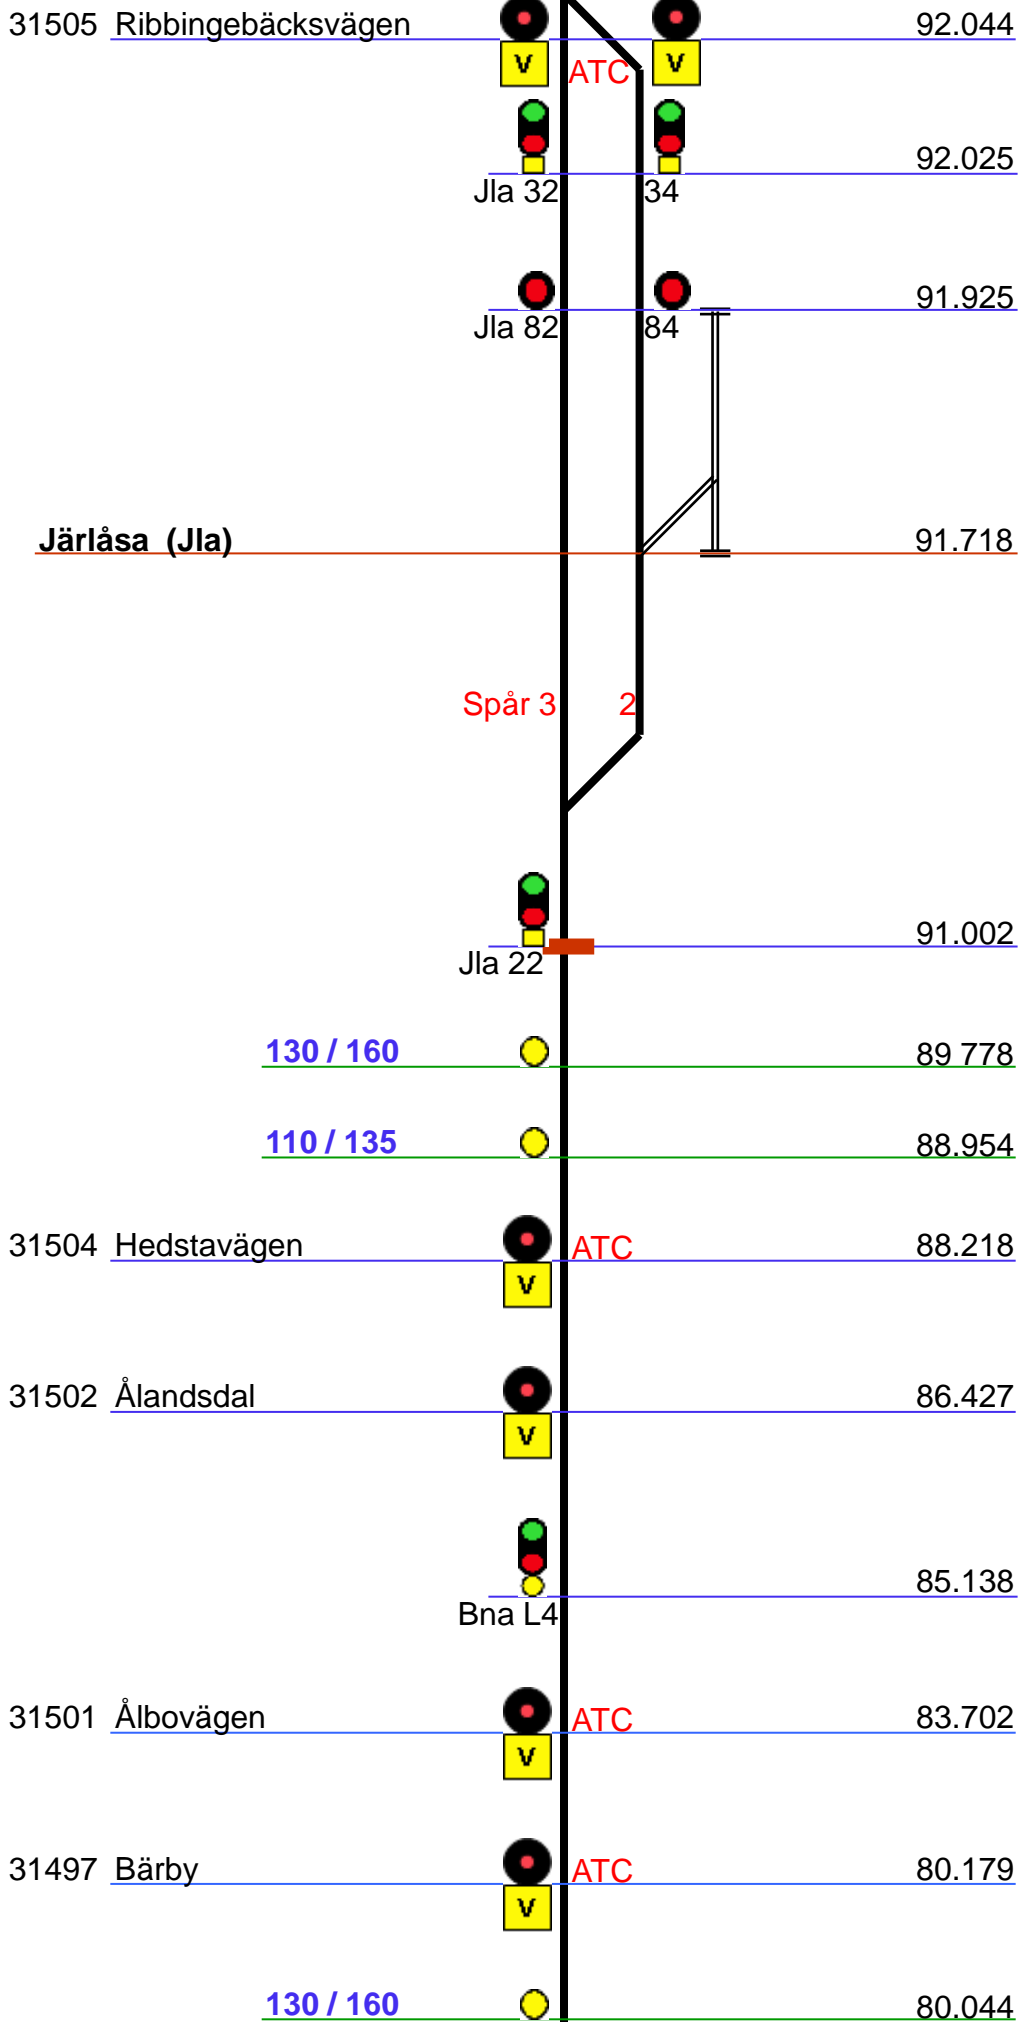 31505 Ribbingebäcksvägen 92.044
V V
ATC
92.025
Jla 32 34
91.925
Jla 82 84
Järlåsa (Jla) 91.718
Spår 3 2
91.002
Jla 22
130 / 160 89 778
110 / 135 88.954
31504 Hedstavägen ATC 88.218
V
31502 Ålandsdal 86.427
V
85.138
Bna L4
31501 Ålbovägen ATC 83.702
V
31497 Bärby ATC 80.179
V
130 / 160 80.044